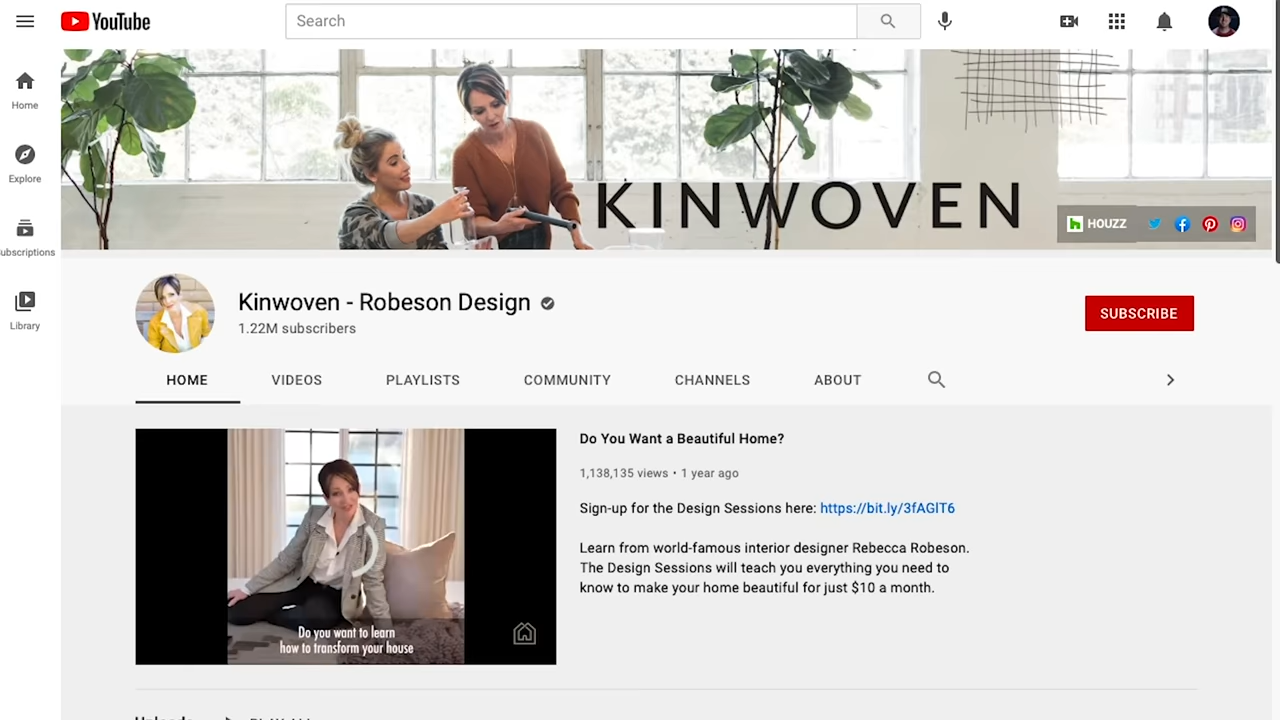 YouTube
Search
Home
Explore
ubscriptions
Library
KINWOVEN
HOUZZ
Kinwoven - Robeson Design
1.22M subscribers
SUBSCRIBE
HOME VIDEOS PLAYLISTS COMMUNITY CHANNELS ABOUT
Do You Want a Beautiful Home?
1,138,135 views • 1 year ago
Sign-up for the Design Sessions here: https://bit.ly/3fAGlT6
Learn from world-famous interior designer Rebecca Robeson.
The Design Sessions will teach you everything you need to
know to make your home beautiful for just $10 a month.
Do you want to learn
how to transform your house